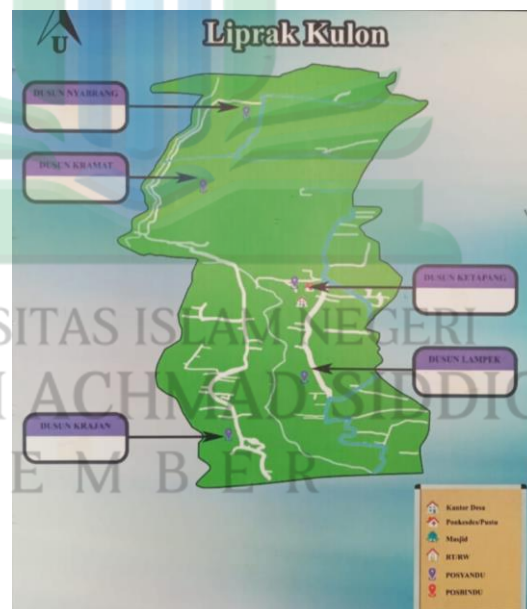 U
Liprak Kulon
DUSUN NYABRANG
DUSUN KRAMAT
DUSUN KETAPANG
SITAS ISLAM NEGERI
DUSUN LAMPEK
ACHMAD SIDDIQ
DUSUN KRAJAN
E M B E R
Kantor Desa
Ponkesdes/Pustu
Masjid
RT/RW
POSYANDU
POSBINDU